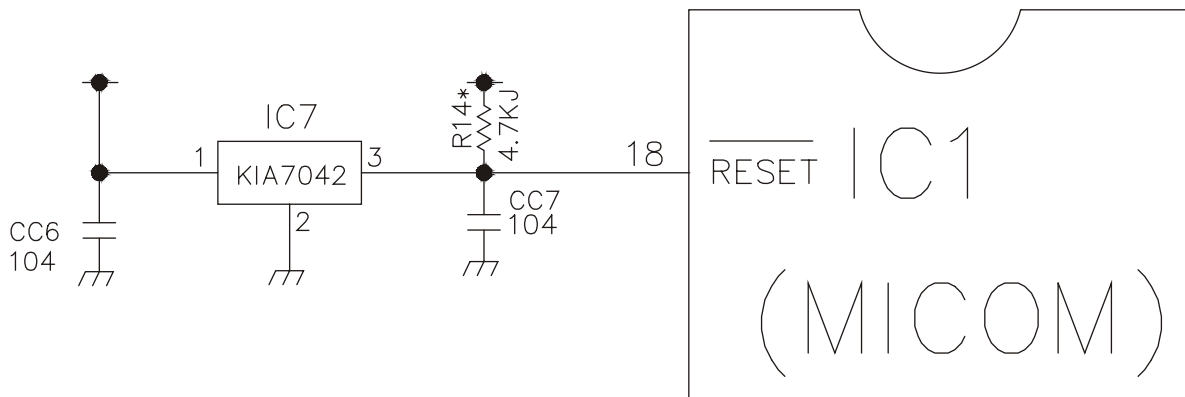 IC7
1
KIA7042
3
2
CC6
104
R14*
4.7KJ
CC7
104
18
RESET
IC1
(MICOM)